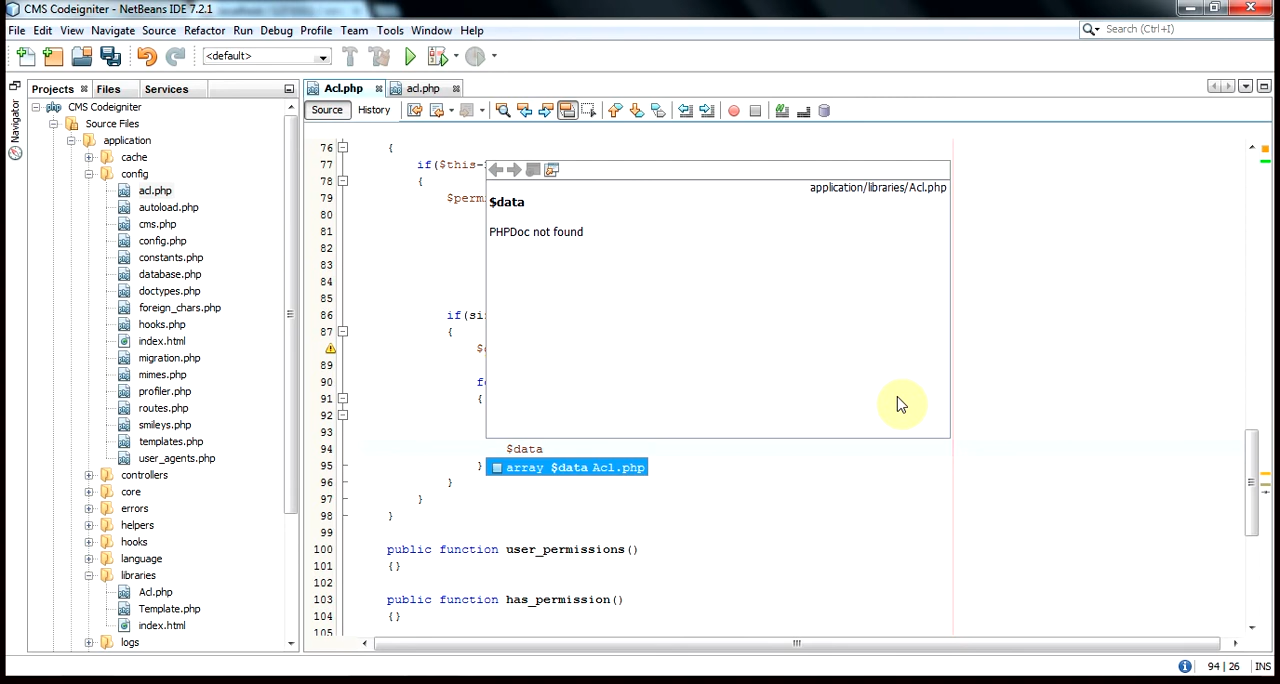 CMS Codeigniter - NetBeans IDE 7.2.1
File Edit View Navigate Source Refactor Run Debug Profile Team Tools Window Help
Search (Ctrl+I)
<default>
Projects Files Services
Acl.php acl.php
Navigator
Source History
CMS Codeigniter
Source Files
application
cache
config
acl.php
autoload.php
cms.php
config.php
constants.php
database.php
doctypes.php
foreign_chars.php
hooks.php
index.html
migration.php
mimes.php
profiler.php
routes.php
smileys.php
templates.php
user_agents.php
controllers
core
errors
helpers
hooks
language
libraries
Acl.php
Template.php
index.html
logs
76 {
77 if($this-
78 {
79 $perm
80
81
82
83
84
85
86 if(si
87 {
$
89
90 fo
91 {
92
93
94 $data
95 }
96 }
97 }
98 }
99
100 public function user_permissions()
101 {}
102
103 public function has_permission()
104 {}
105
application/libraries/Acl.php
$data
PHPDoc not found
array $data Acl.php
94 | 26 INS